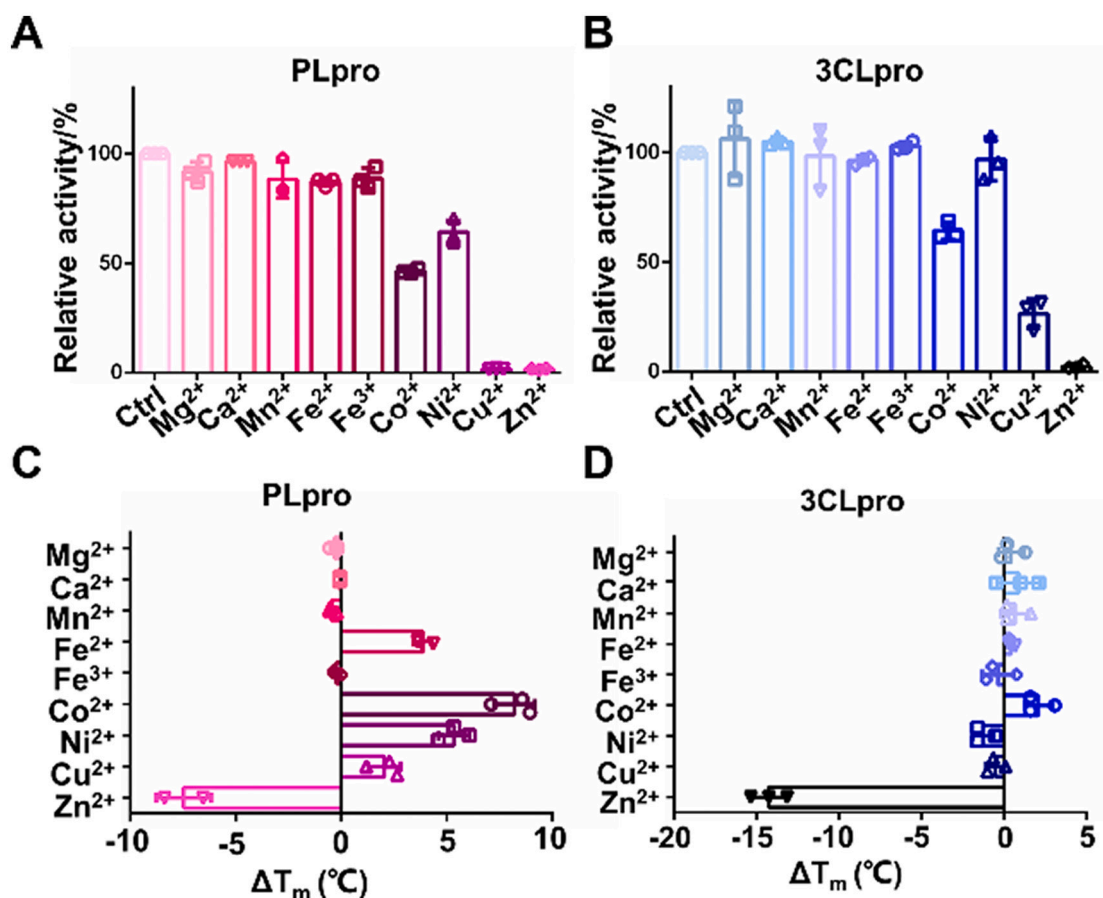 A
PLpro
Relative activity/%
100
50
0
Ctrl
Mg²⁺
Ca²⁺
Mn²⁺
Fe²⁺
Fe³⁺
Co²⁺
Ni²⁺
Cu²⁺
Zn²⁺
B
3CLpro
Relative activity/%
100
50
0
Ctrl
Mg²⁺
Ca²⁺
Mn²⁺
Fe²⁺
Fe³⁺
Co²⁺
Ni²⁺
Cu²⁺
Zn²⁺
C
PLpro
Mg²⁺
Ca²⁺
Mn²⁺
Fe²⁺
Fe³⁺
Co²⁺
Ni²⁺
Cu²⁺
Zn²⁺
-10 -5 0 5 10
ΔTₘ (℃)
D
3CLpro
Mg²⁺
Ca²⁺
Mn²⁺
Fe²⁺
Fe³⁺
Co²⁺
Ni²⁺
Cu²⁺
Zn²⁺
-20 -15 -10 -5 0 5
ΔTₘ (℃)